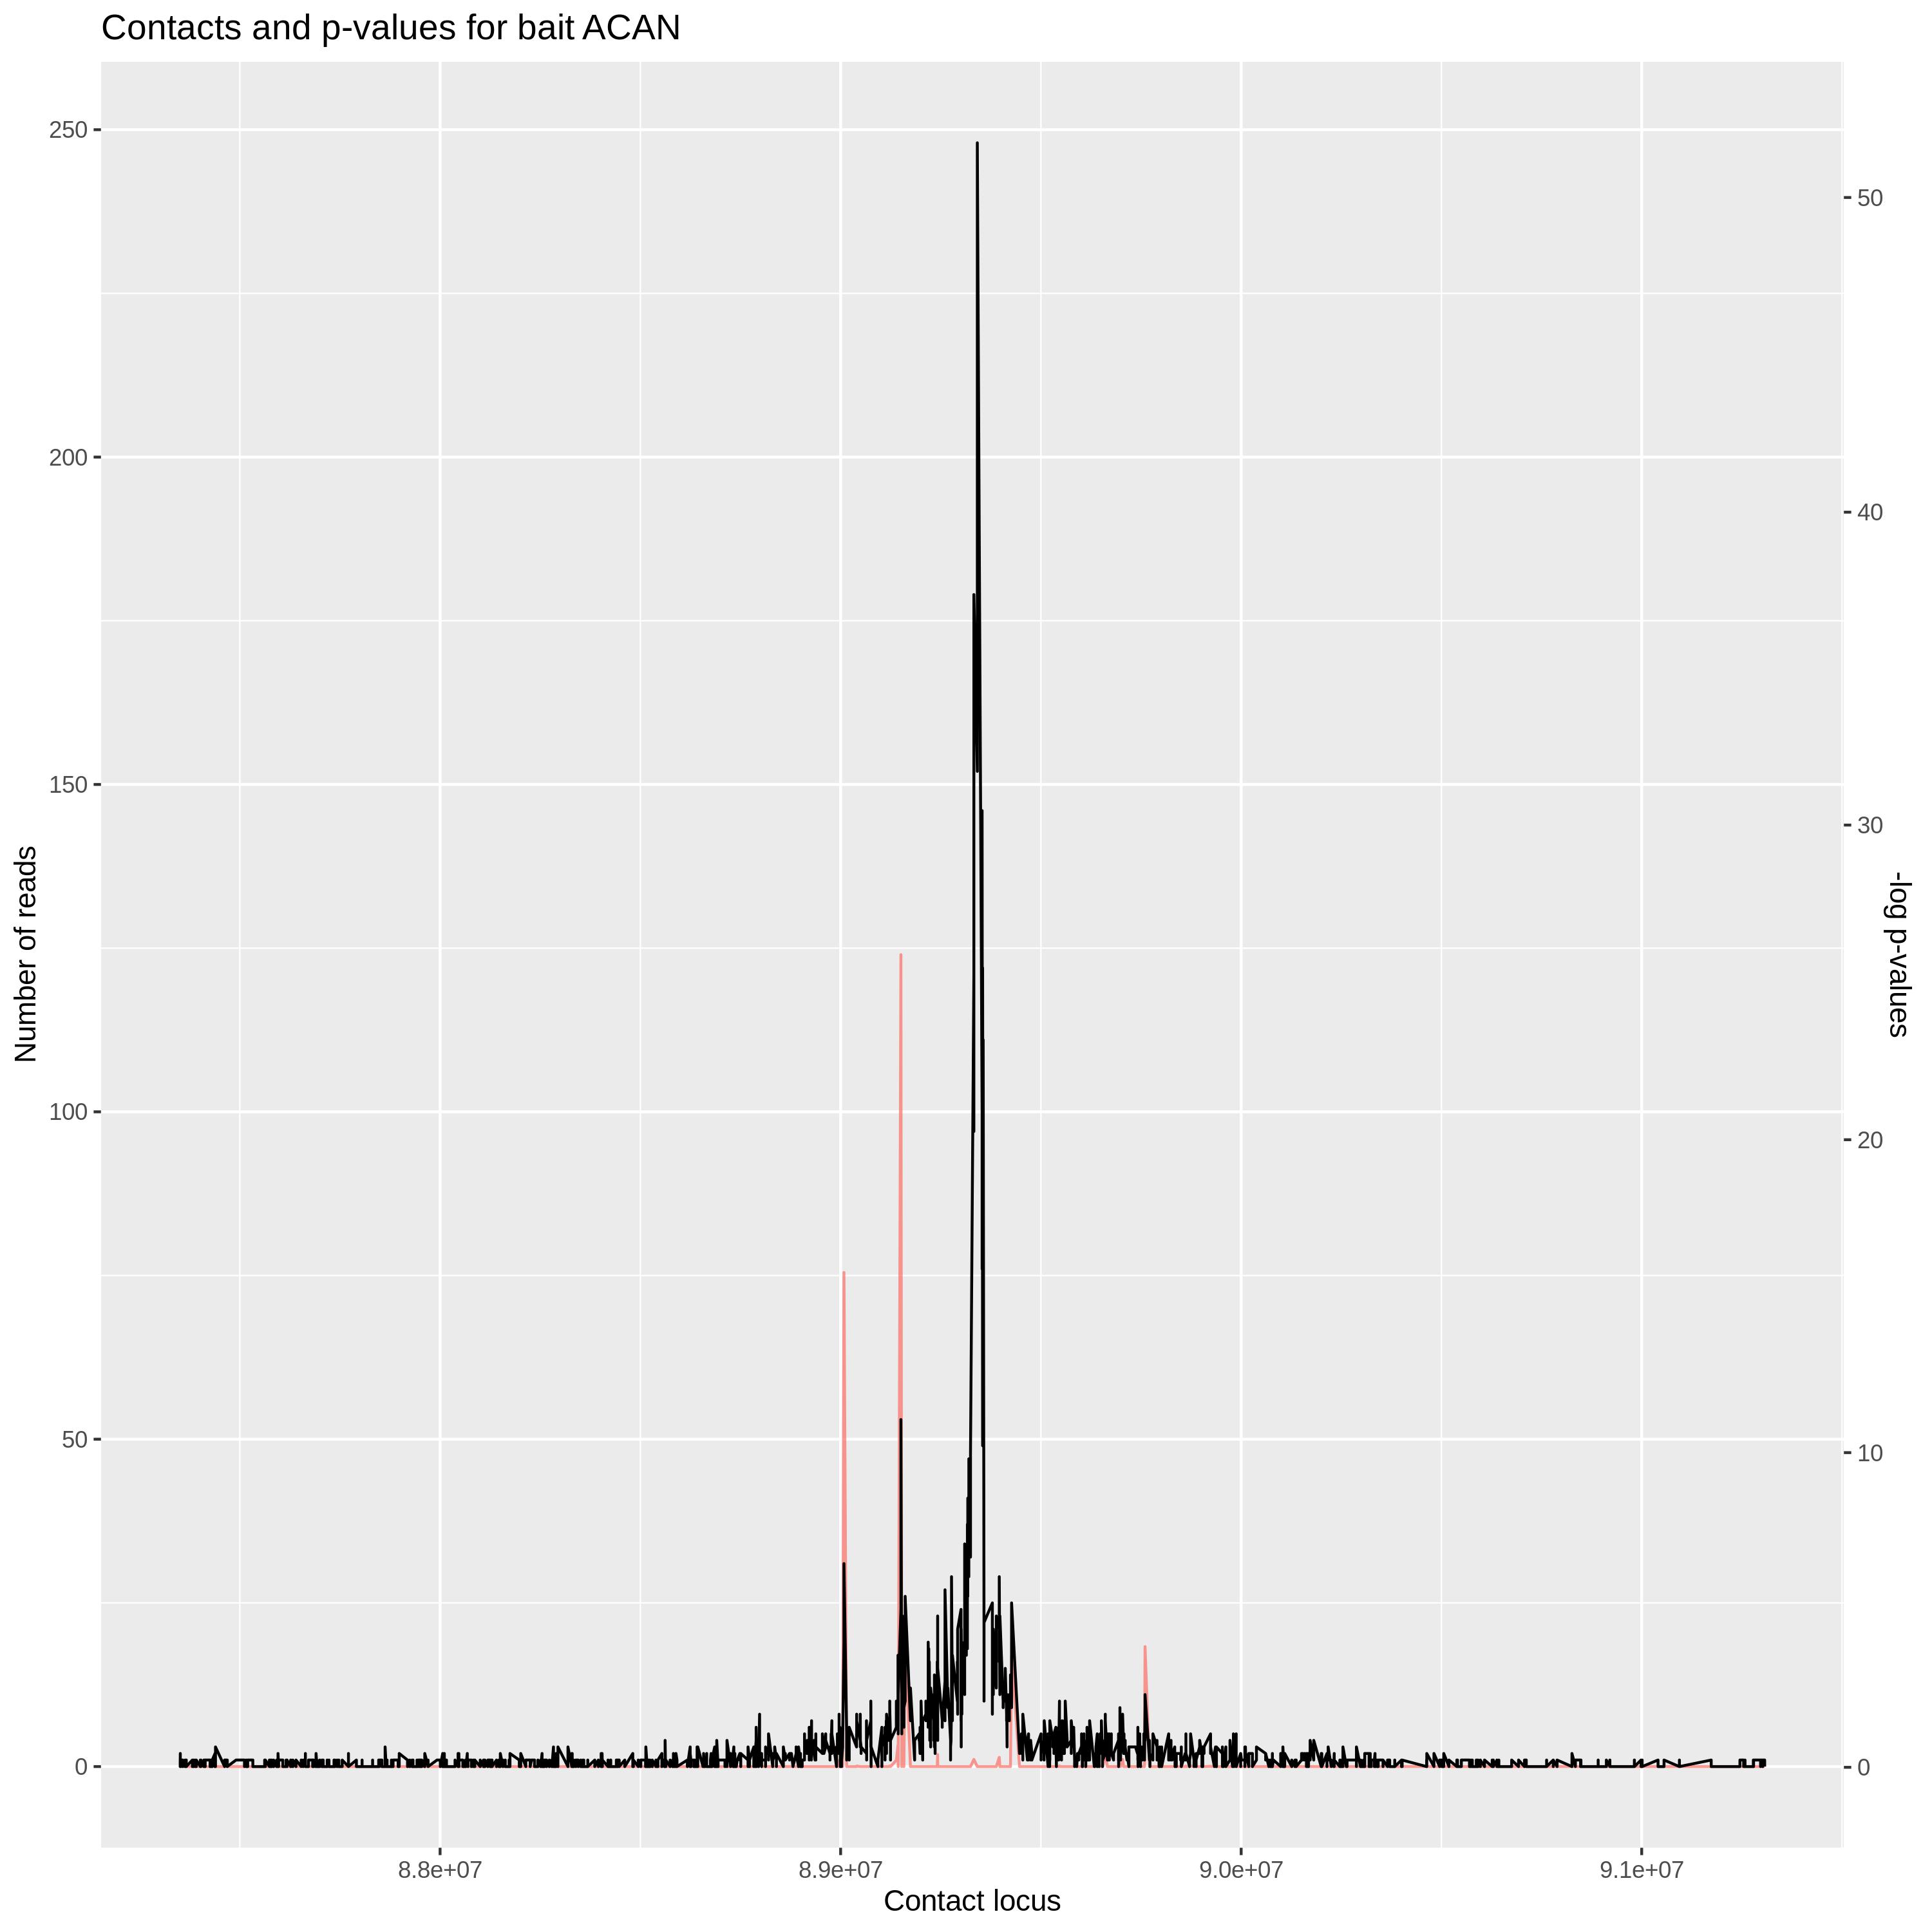 Contacts and p-values for bait ACAN
250
200
150
100
50
0
Number of reads
50
40
30
20
10
0
-log p-values
8.8e+07
8.9e+07
9.0e+07
9.1e+07
Contact locus